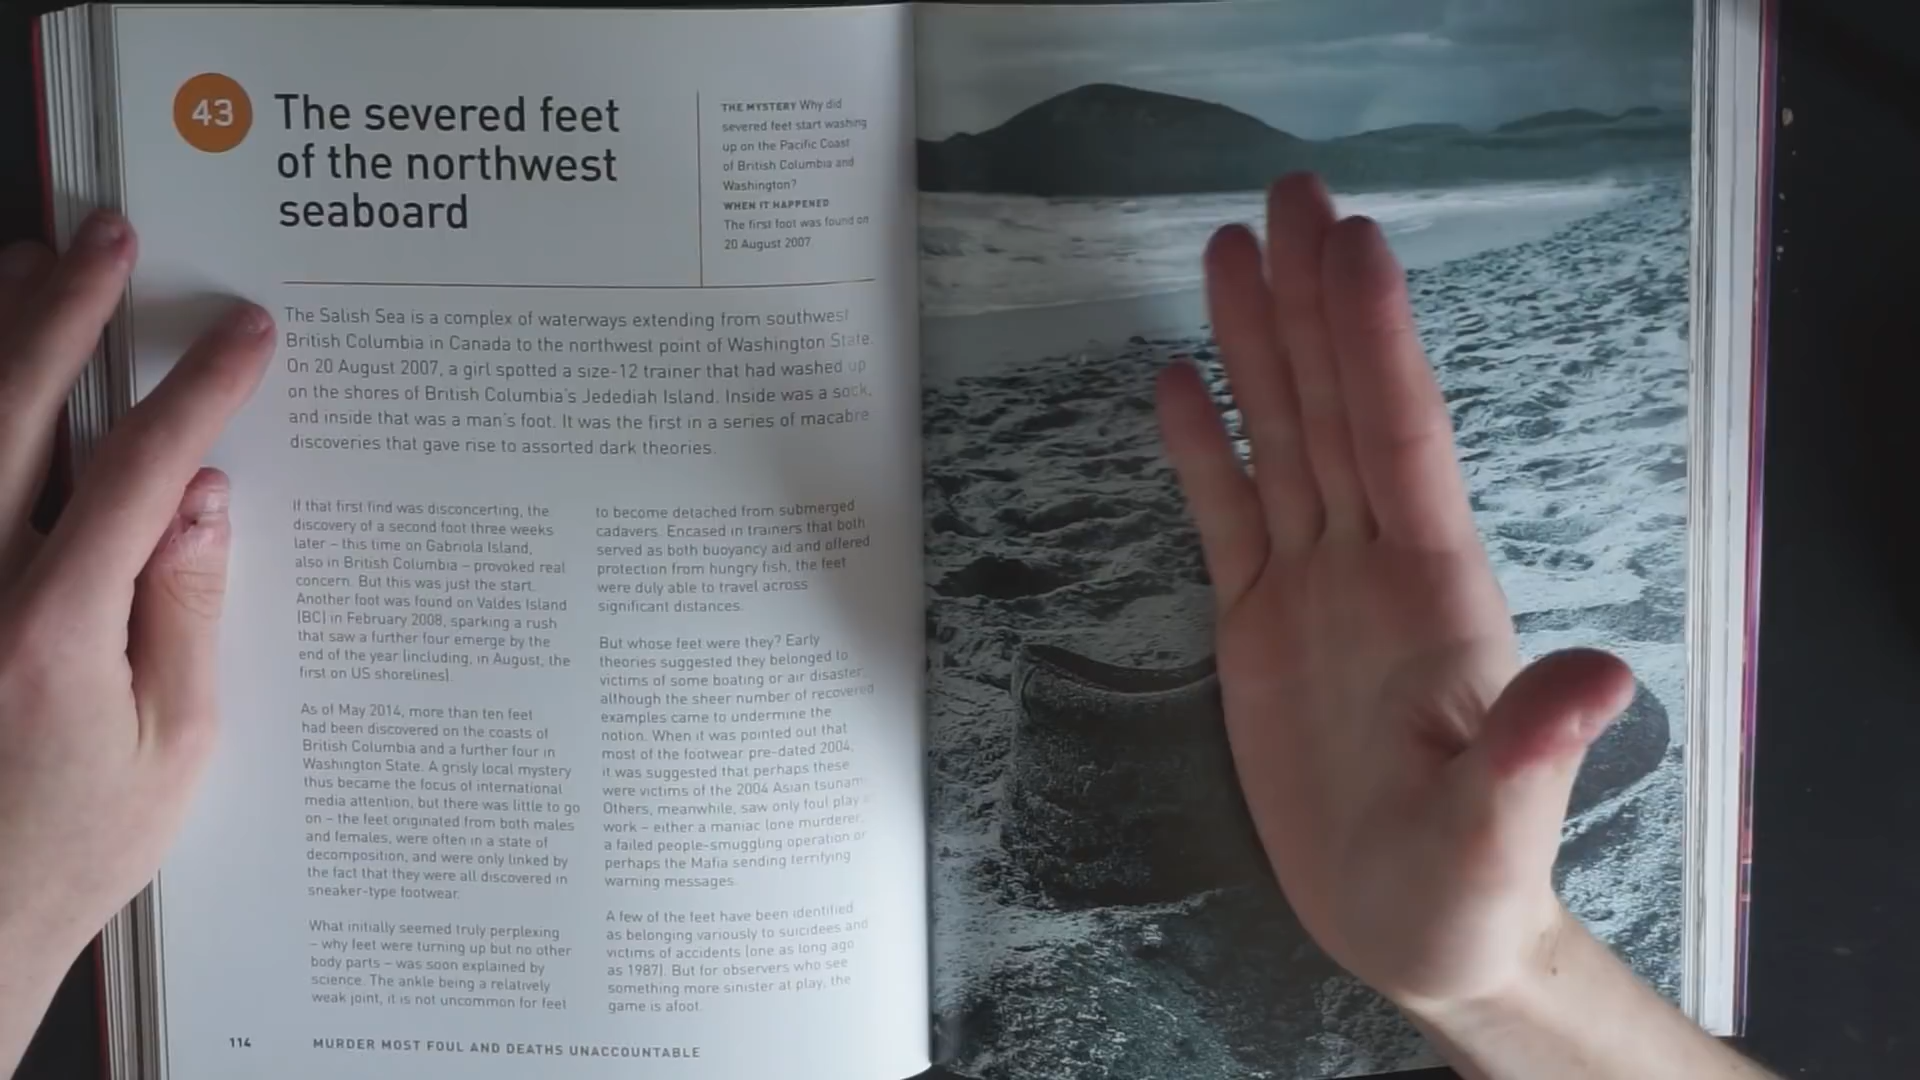 43
The severed feet
of the northwest
seaboard
THE MYSTERY Why did
severed feet start washing
up on the Pacific Coast
of British Columbia and
Washington?
WHEN IT HAPPENED
The first foot was found on
20 August 2007
The Salish Sea is a complex of waterways extending from southwest
British Columbia in Canada to the northwest point of Washington State.
On 20 August 2007, a girl spotted a size-12 trainer that had washed up
on the shores of British Columbia's Jedediah Island. Inside was a sock,
and inside that was a man's foot. It was the first in a series of macabre
discoveries that gave rise to assorted dark theories.
If that first find was disconcerting, the
discovery of a second foot three weeks
later – this time on Gabriola Island,
also in British Columbia – provoked real
concern. But this was just the start.
Another foot was found on Valdes Island
(BC) in February 2008, sparking a rush
that saw a further four emerge by the
end of the year (including, in August, the
first on US shorelines).
As of May 2014, more than ten feet
had been discovered on the coasts of
British Columbia and a further four in
Washington State. A grisly local mystery
thus became the focus of international
media attention, but there was little to go
on – the feet originated from both males
and females, were often in a state of
decomposition, and were only linked by
the fact that they were all discovered in
sneaker-type footwear.
What initially seemed truly perplexing
– why feet were turning up but no other
body parts – was soon explained by
science. The ankle being a relatively
weak joint, it is not uncommon for feet
to become detached from submerged
cadavers. Encased in trainers that both
served as both buoyancy aid and offered
protection from hungry fish, the feet
were duly able to travel across
significant distances.
But whose feet were they? Early
theories suggested they belonged to
victims of some boating or air disaster,
although the sheer number of recovered
examples came to undermine the
notion. When it was pointed out that
most of the footwear pre-dated 2004,
it was suggested that perhaps these
were victims of the 2004 Asian tsunami
Others, meanwhile, saw only foul play
work – either a maniac lone murderer,
a failed people-smuggling operation or
perhaps the Mafia sending terrifying
warning messages.
A few of the feet have been identified
as belonging variously to suicidees and
victims of accidents (one as long ago
as 1987). But for observers who see
something more sinister at play, the
game is afoot.
114 MURDER MOST FOUL AND DEATHS UNACCOUNTABLE